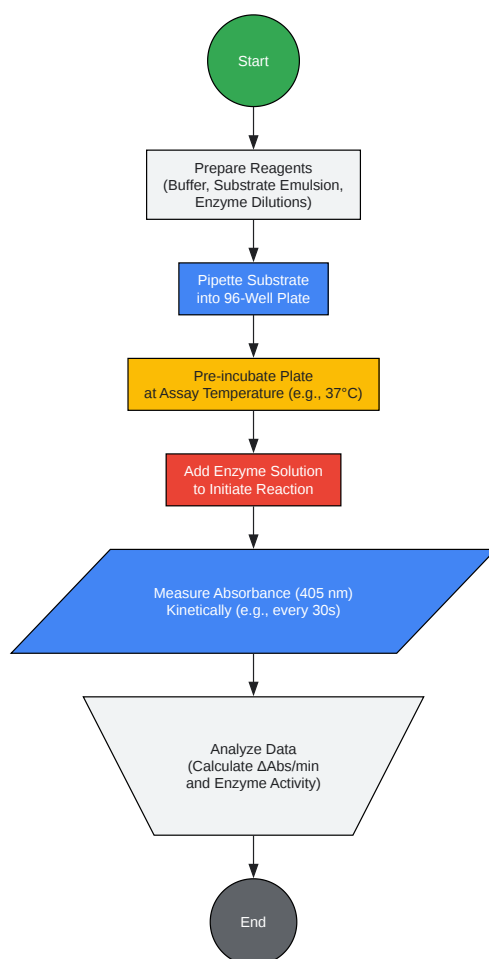 Start
Prepare Reagents
(Buffer, Substrate Emulsion,
Enzyme Dilutions)
Pipette Substrate
into 96-Well Plate
Pre-incubate Plate
at Assay Temperature (e.g., 37°C)
Add Enzyme Solution
to Initiate Reaction
Measure Absorbance (405 nm)
Kinetically (e.g., every 30s)
Analyze Data
(Calculate ΔAbs/min
and Enzyme Activity)
End